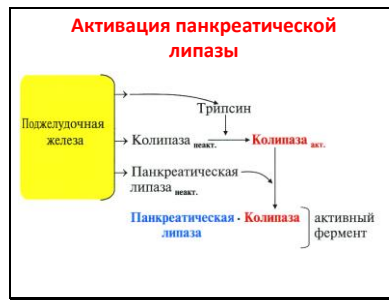 Активация панкреатической
липазы
Трипсин
Поджелудочная
железа
Колипаза неакт.
Колипаза акт.
Панкреатическая
липаза неакт.
Панкреатическая - Колипаза
липаза
активный
фермент